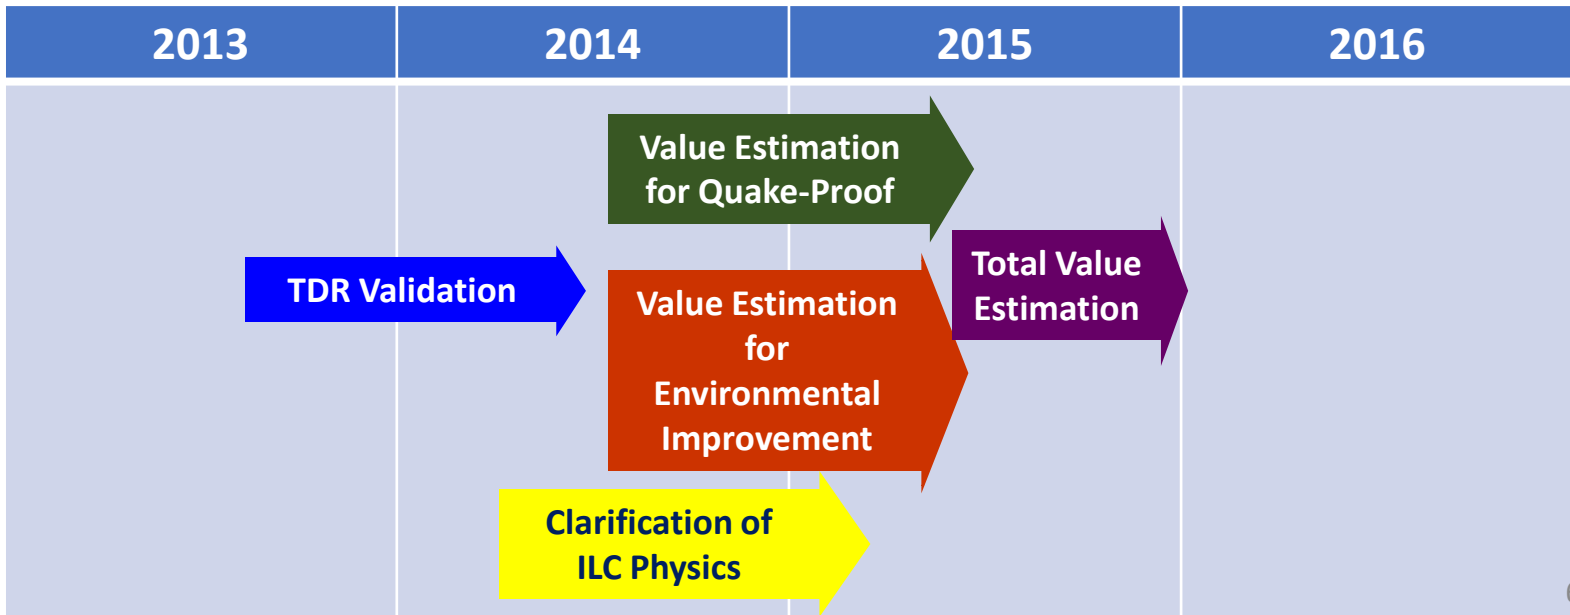 2013
2014
2015
2016
Value Estimation
for Quake-Proof
TDR Validation
Total Value
Estimation
Value Estimation
for
Environmental
Improvement
Clarification of
ILC Physics